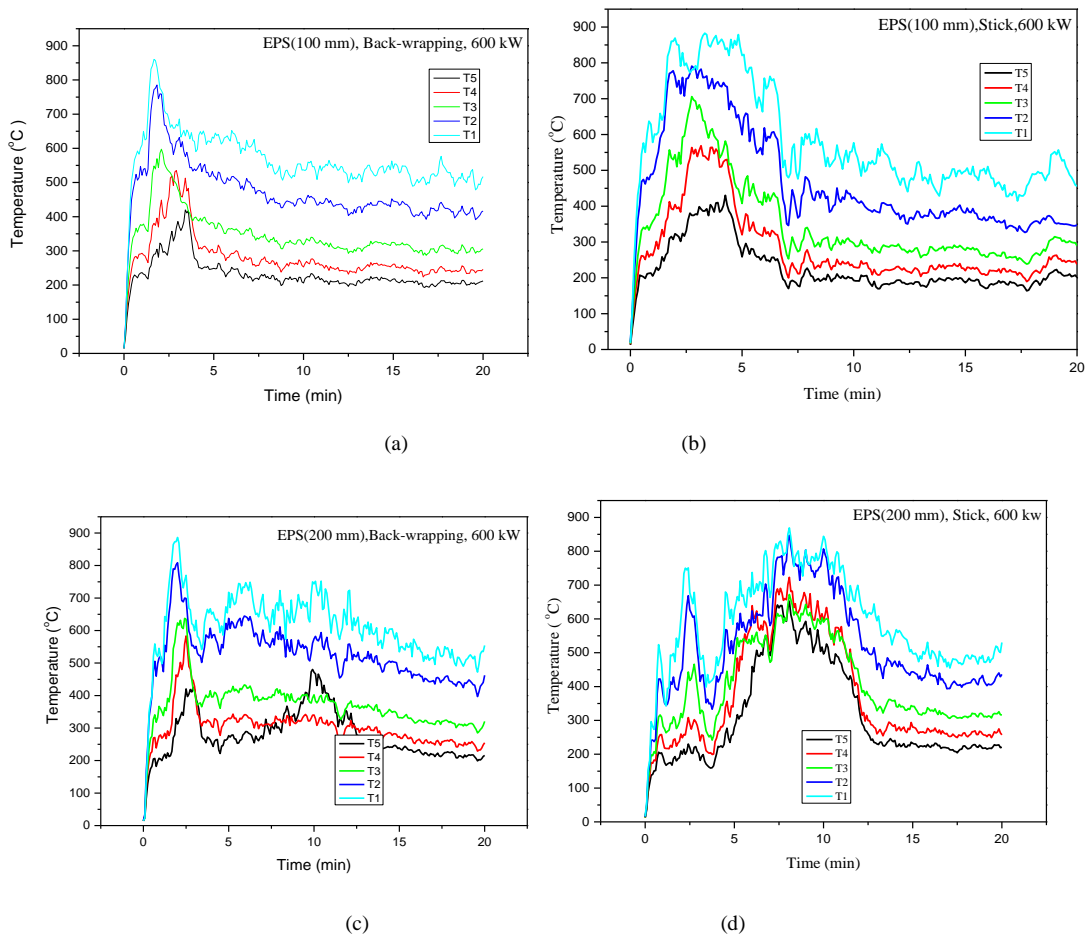 EPS(100 mm), Back-wrapping, 600 kW
T5
T4
T3
T2
T1
Temperature (°C)
900
800
700
600
500
400
300
200
100
0
0 5 10 15 20
Time (min)
(a)
EPS(100 mm),Stick,600 kW
T5
T4
T3
T2
T1
Temperature (°C)
900
800
700
600
500
400
300
200
100
0
0 5 10 15 20
Time (min)
(b)
EPS(200 mm),Back-wrapping, 600 kW
Temperature (°C)
900
800
700
600
500
400
300
200
100
0
T5
T4
T3
T2
T1
0 5 10 15 20
Time (min)
(c)
EPS(200 mm), Stick, 600 kw
Temperature (°C)
900
800
700
600
500
400
300
200
100
0
T5
T4
T3
T2
T1
0 5 10 15 20
Time (min)
(d)